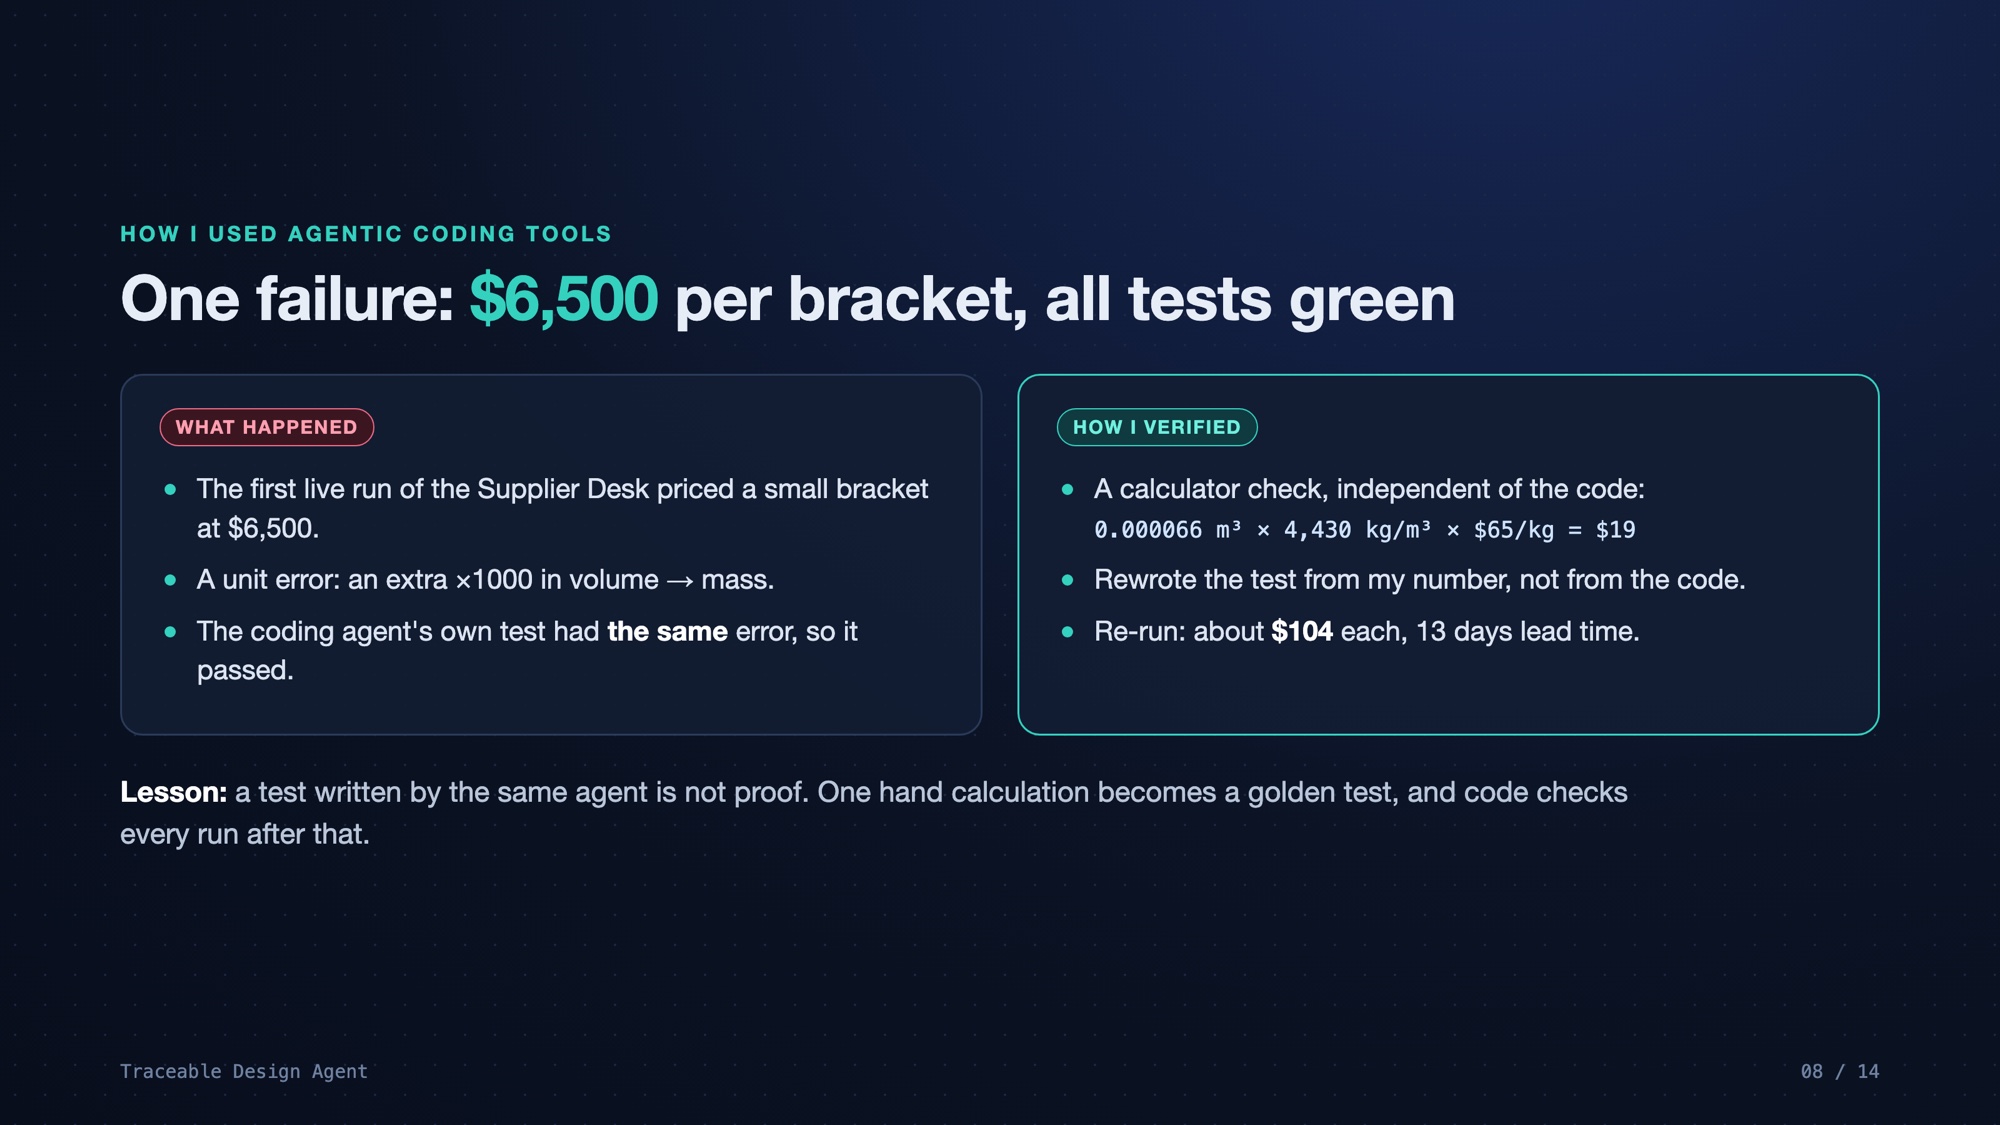 HOW I USED AGENTIC CODING TOOLS
One failure: $6,500 per bracket, all tests green
WHAT HAPPENED
The first live run of the Supplier Desk priced a small bracket
at $6,500.
A unit error: an extra ×1000 in volume → mass.
The coding agent's own test had the same error, so it
passed.
HOW I VERIFIED
A calculator check, independent of the code:
0.000066 m³ × 4,430 kg/m³ × $65/kg = $19
Rewrote the test from my number, not from the code.
Re-run: about $104 each, 13 days lead time.
Lesson: a test written by the same agent is not proof. One hand calculation becomes a golden test, and code checks
every run after that.
Traceable Design Agent
08 / 14